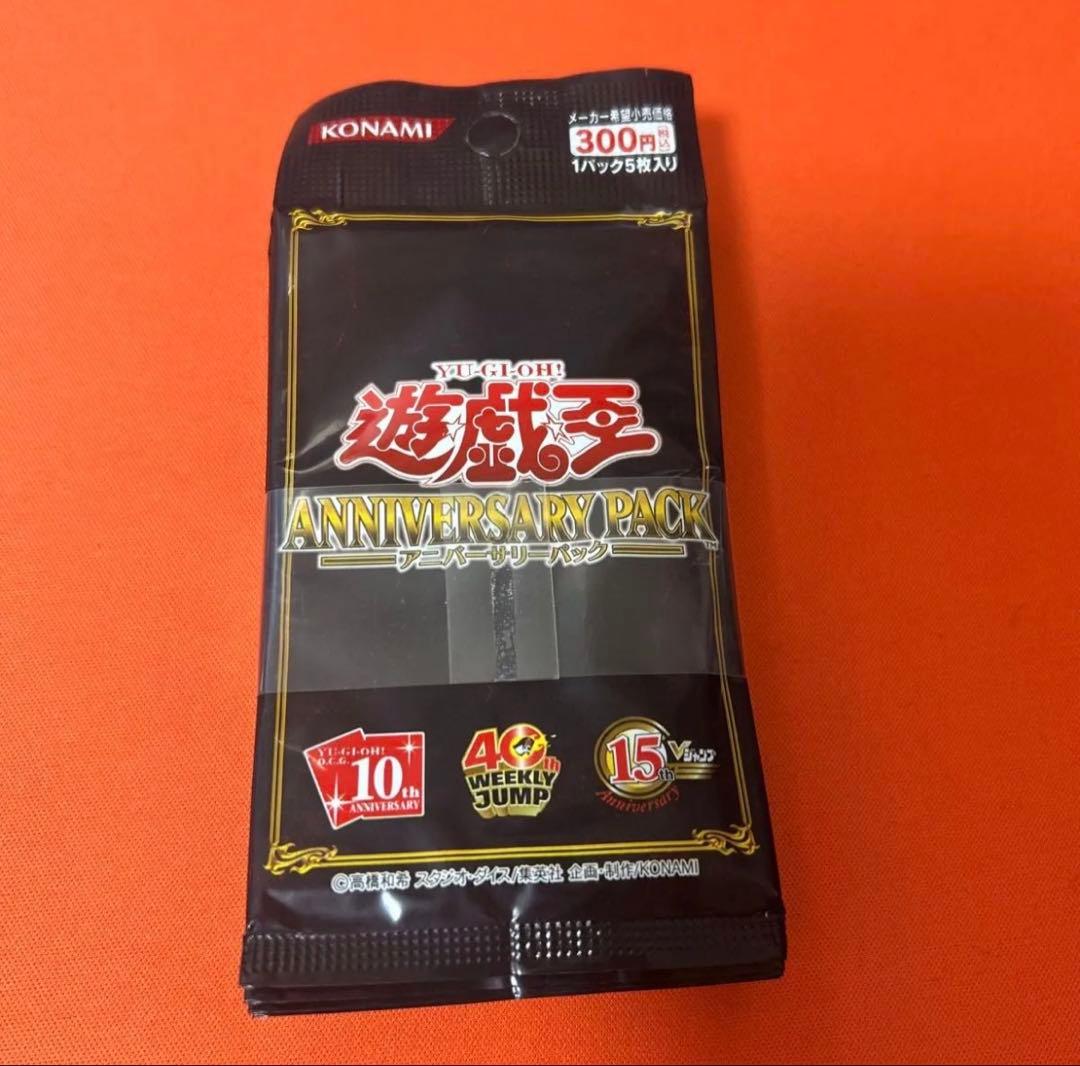 KONAMI
メーカー希望小売価格
300円(税込)
1パック5枚入り
YU-GI-OH!
遊☆戯☆王
ANNIVERSARY PACK™
アニバーサリーパック
YU-GI-OH!
O.C.G.
10th
ANNIVERSARY
40th
WEEKLY
JUMP
15th
Vジャンプ
Anniversary
©高橋和希 スタジオ・ダイス/集英社 企画・制作/KONAMI